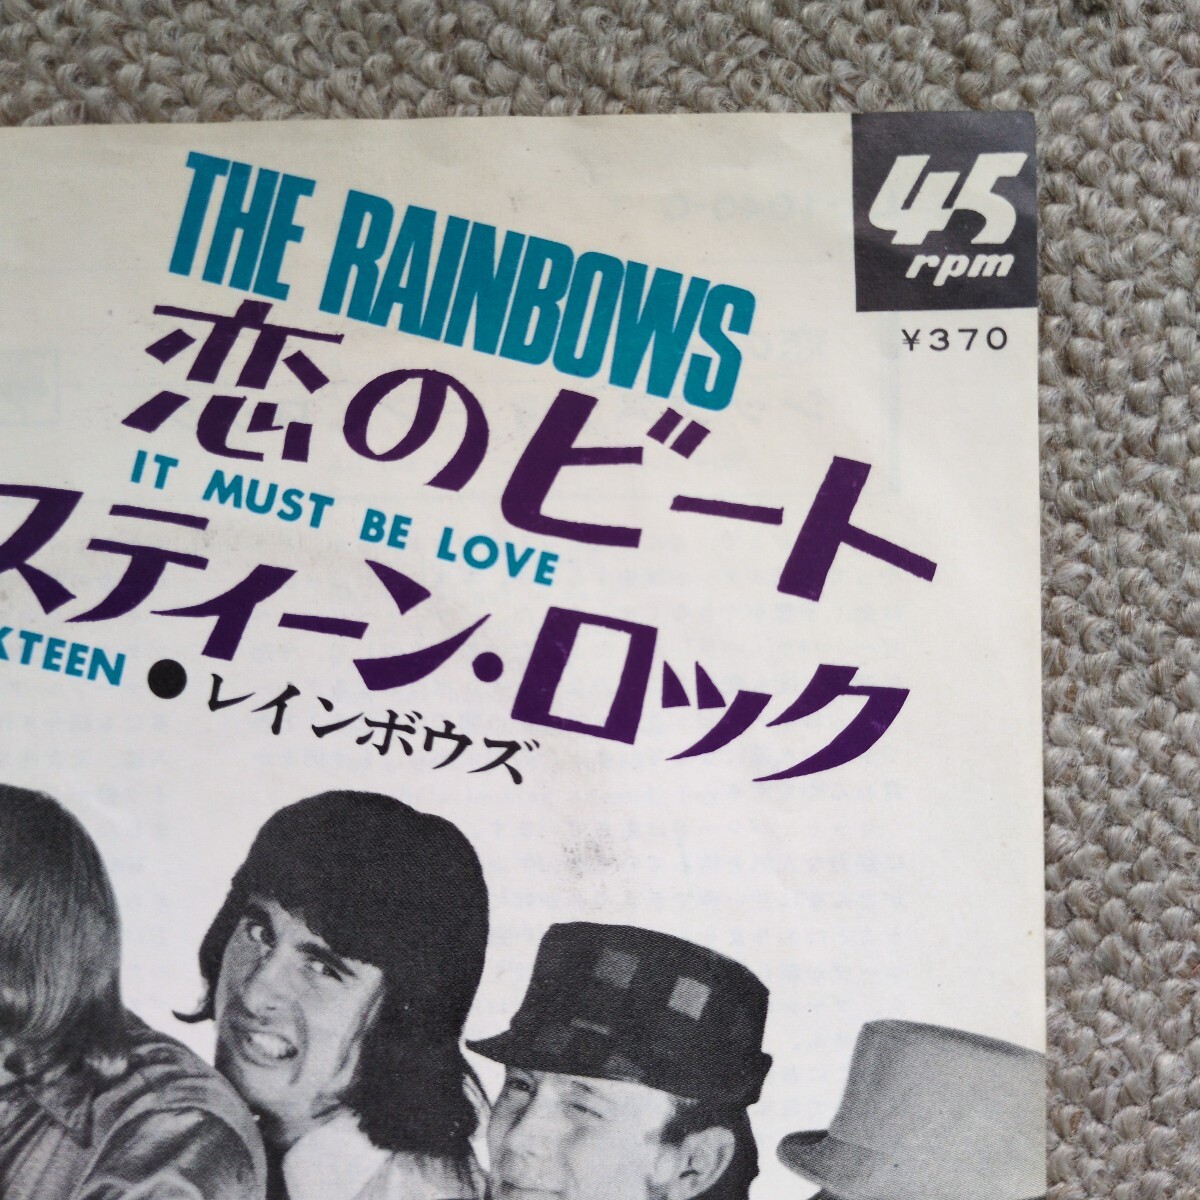 45
rpm
¥370
THE RAINBOWS
恋のビート
IT MUST BE LOVE
スティーン・ロック
XTEEN ●レインボウズ